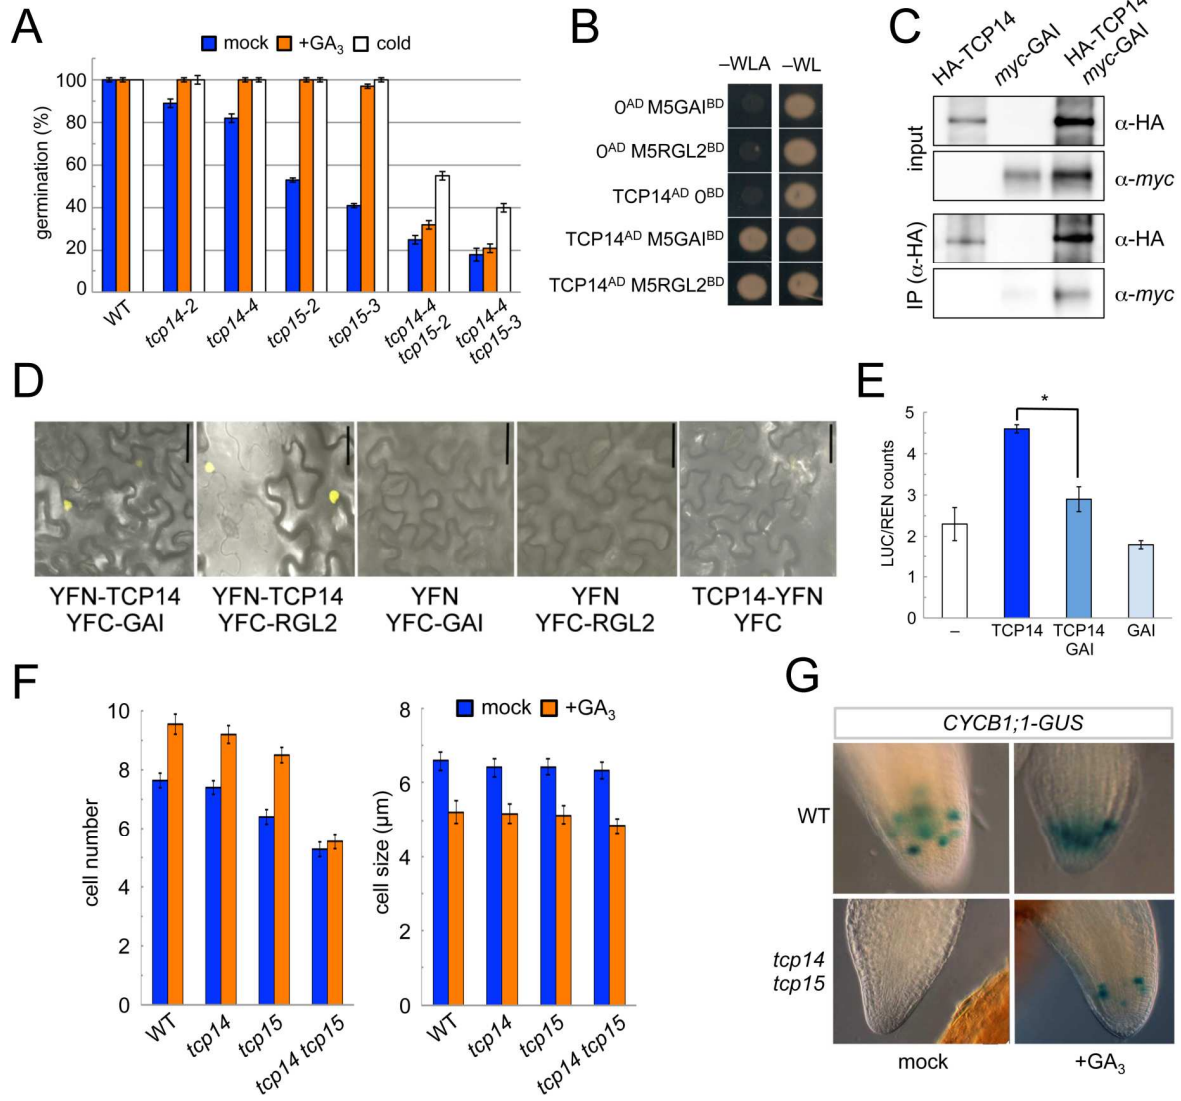 A
mock +GA3 cold
germination (%)
100
80
60
40
20
0
WT
tcp14-2
tcp14-4
tcp15-2
tcp15-3
tcp14-4
tcp15-2
tcp14-4
tcp15-3
B
–WLA –WL
0AD M5GAIBD
0AD M5RGL2BD
TCP14AD 0BD
TCP14AD M5GAIBD
TCP14AD M5RGL2BD
C
HA-TCP14
myc-GAI
HA-TCP14
myc-GAI
input
α-HA
α-myc
IP (α-HA)
α-HA
α-myc
D
YFN-TCP14
YFC-GAI
YFN-TCP14
YFC-RGL2
YFN
YFC-GAI
YFN
YFC-RGL2
TCP14-YFN
YFC
E
LUC/REN counts
5
4
3
2
1
0
*
–
TCP14
TCP14
GAI
GAI
F
cell number
10
8
6
4
2
0
WT
tcp14
tcp15
tcp14 tcp15
mock +GA3
cell size (μm)
8
6
4
2
0
WT
tcp14
tcp15
tcp14 tcp15
G
CYCB1;1-GUS
WT
tcp14
tcp15
mock
+GA3